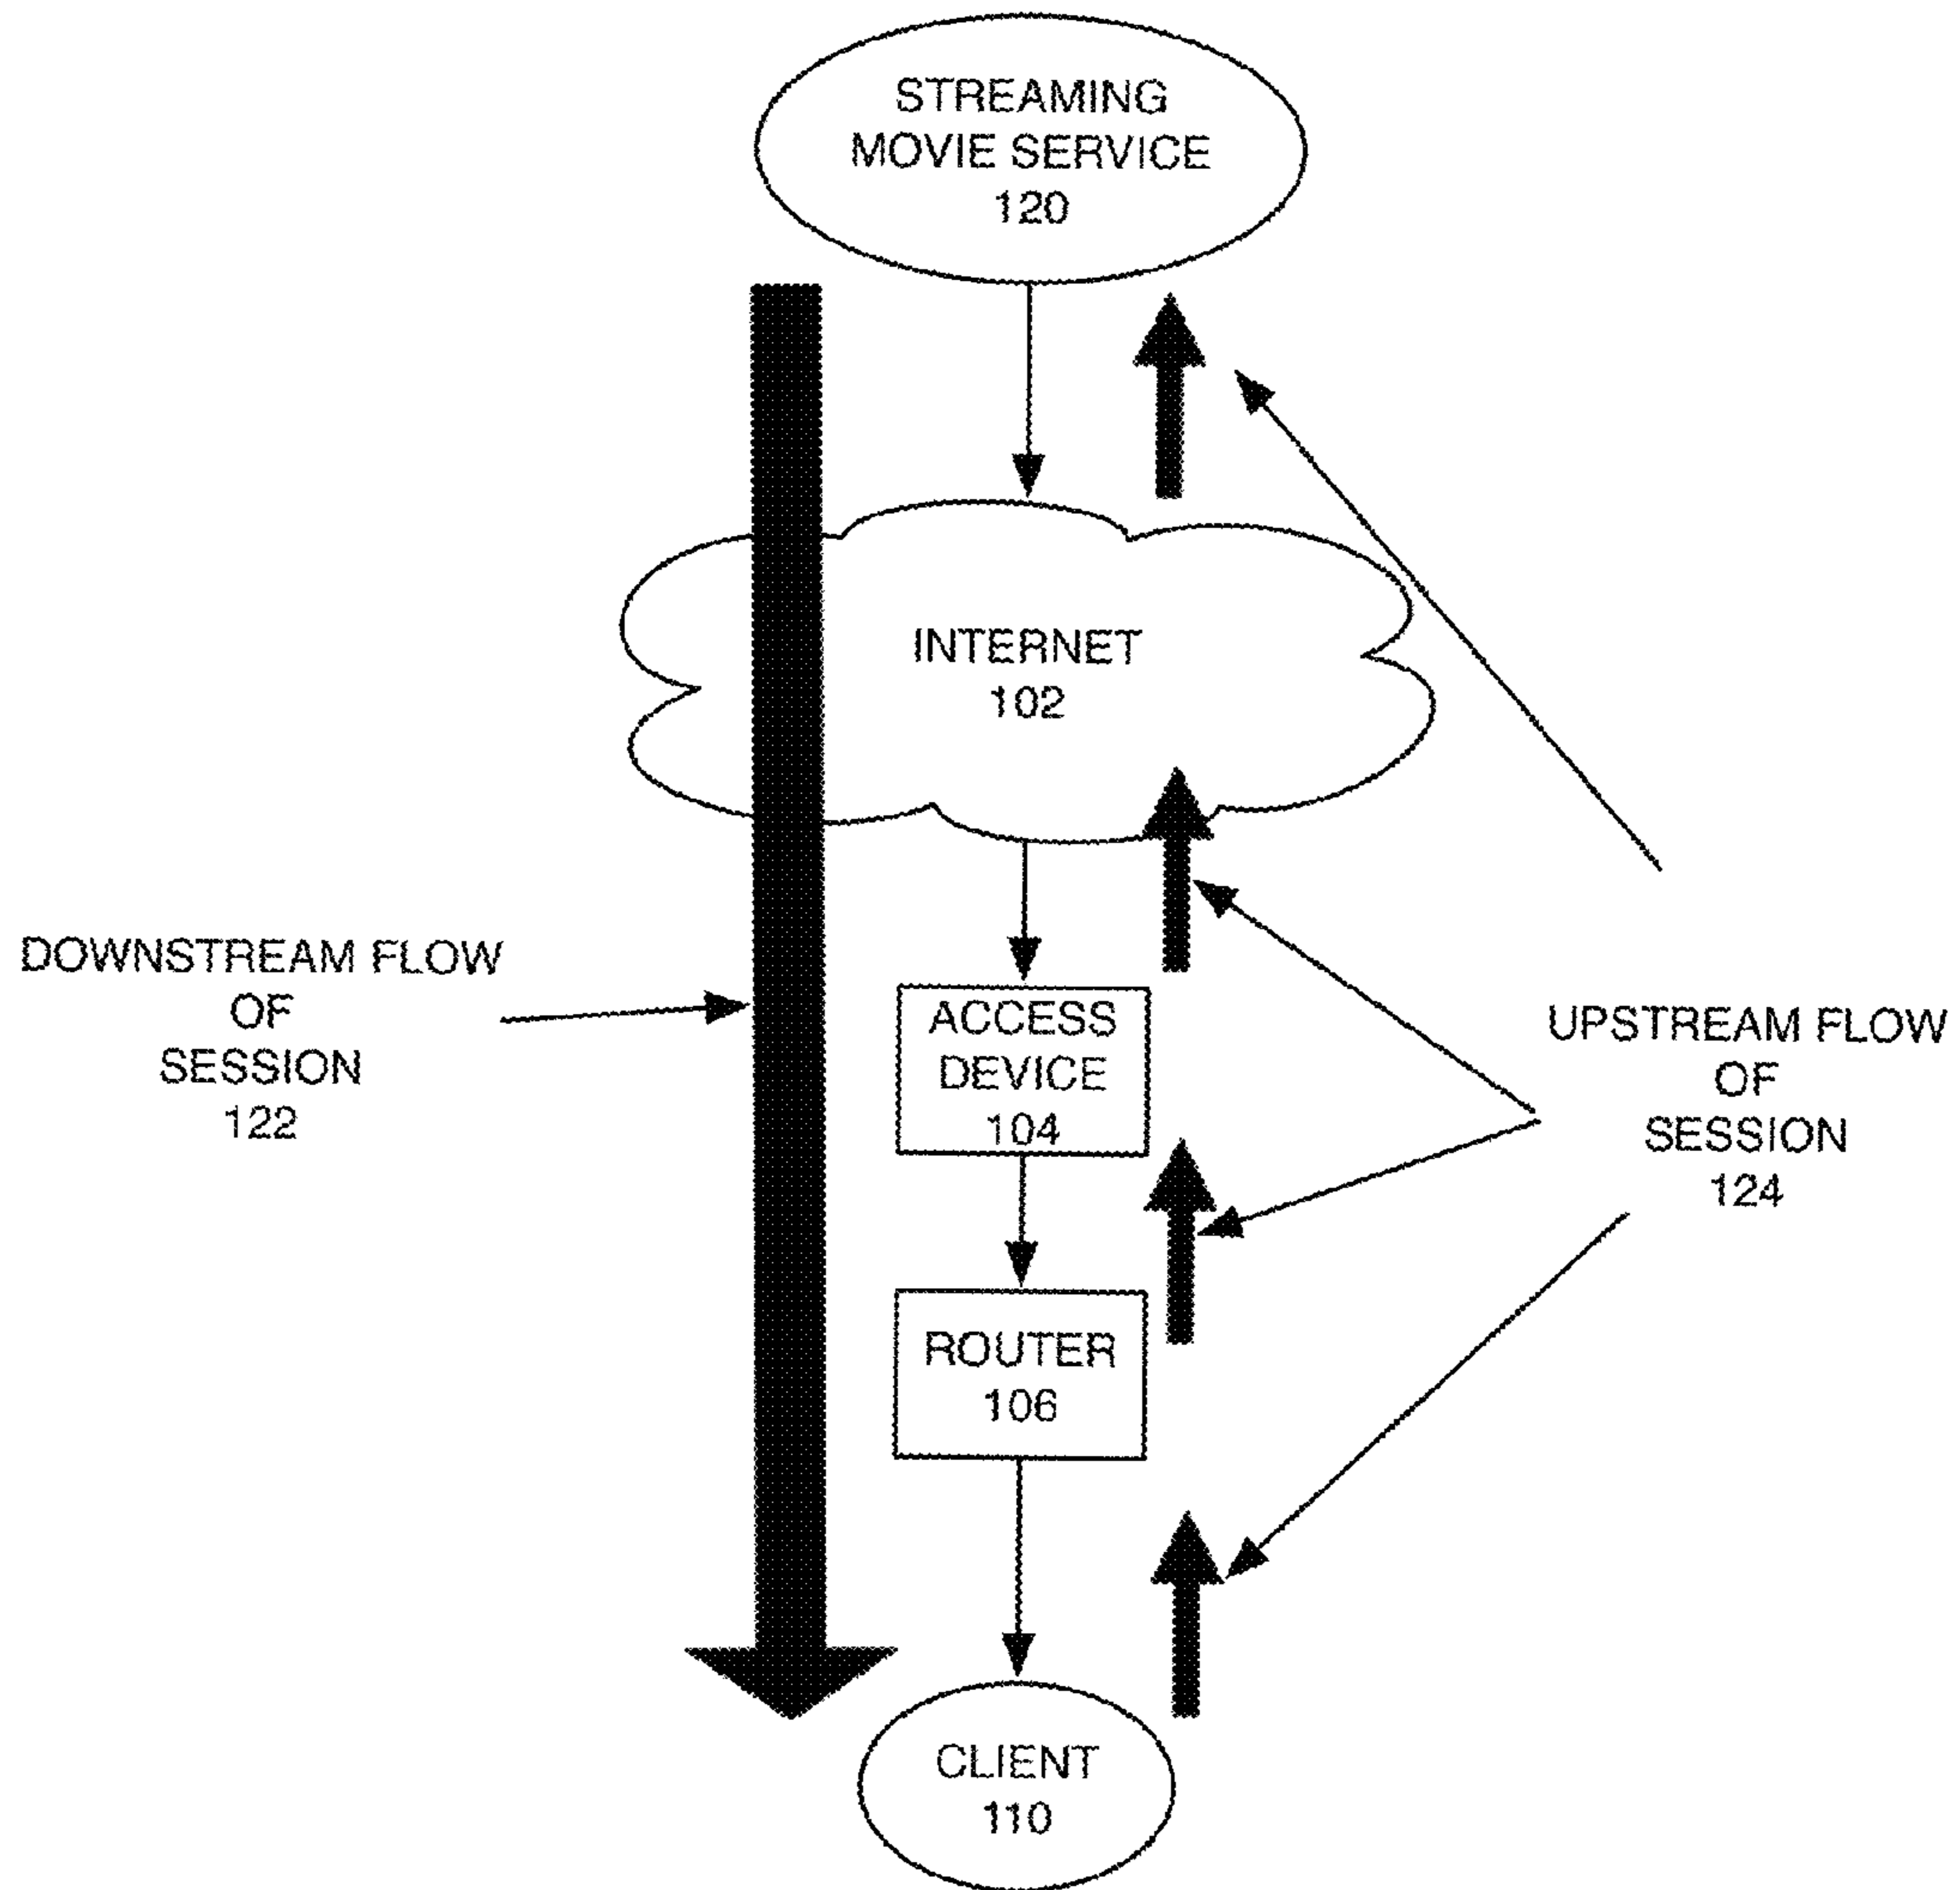 STREAMING
MOVIE SERVICE
120
INTERNET
102
DOWNSTREAM FLOW
OF
SESSION
122
ACCESS
DEVICE
104
UPSTREAM FLOW
OF
SESSION
124
ROUTER
106
CLIENT
110